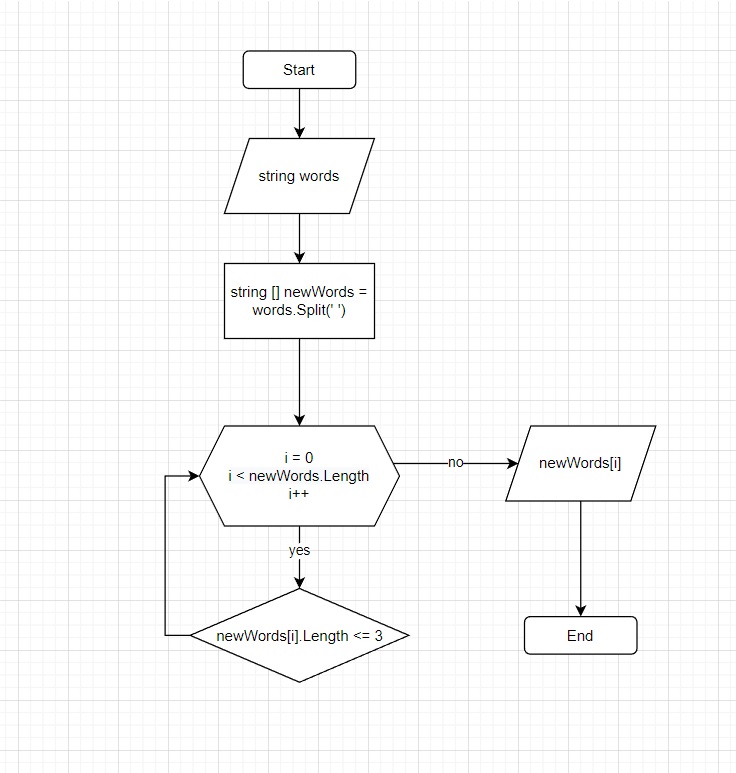 Start
string words
string [] newWords =
words.Split(' ')
i = 0
i < newWords.Length
i++
no
newWords[i]
yes
newWords[i].Length <= 3
End